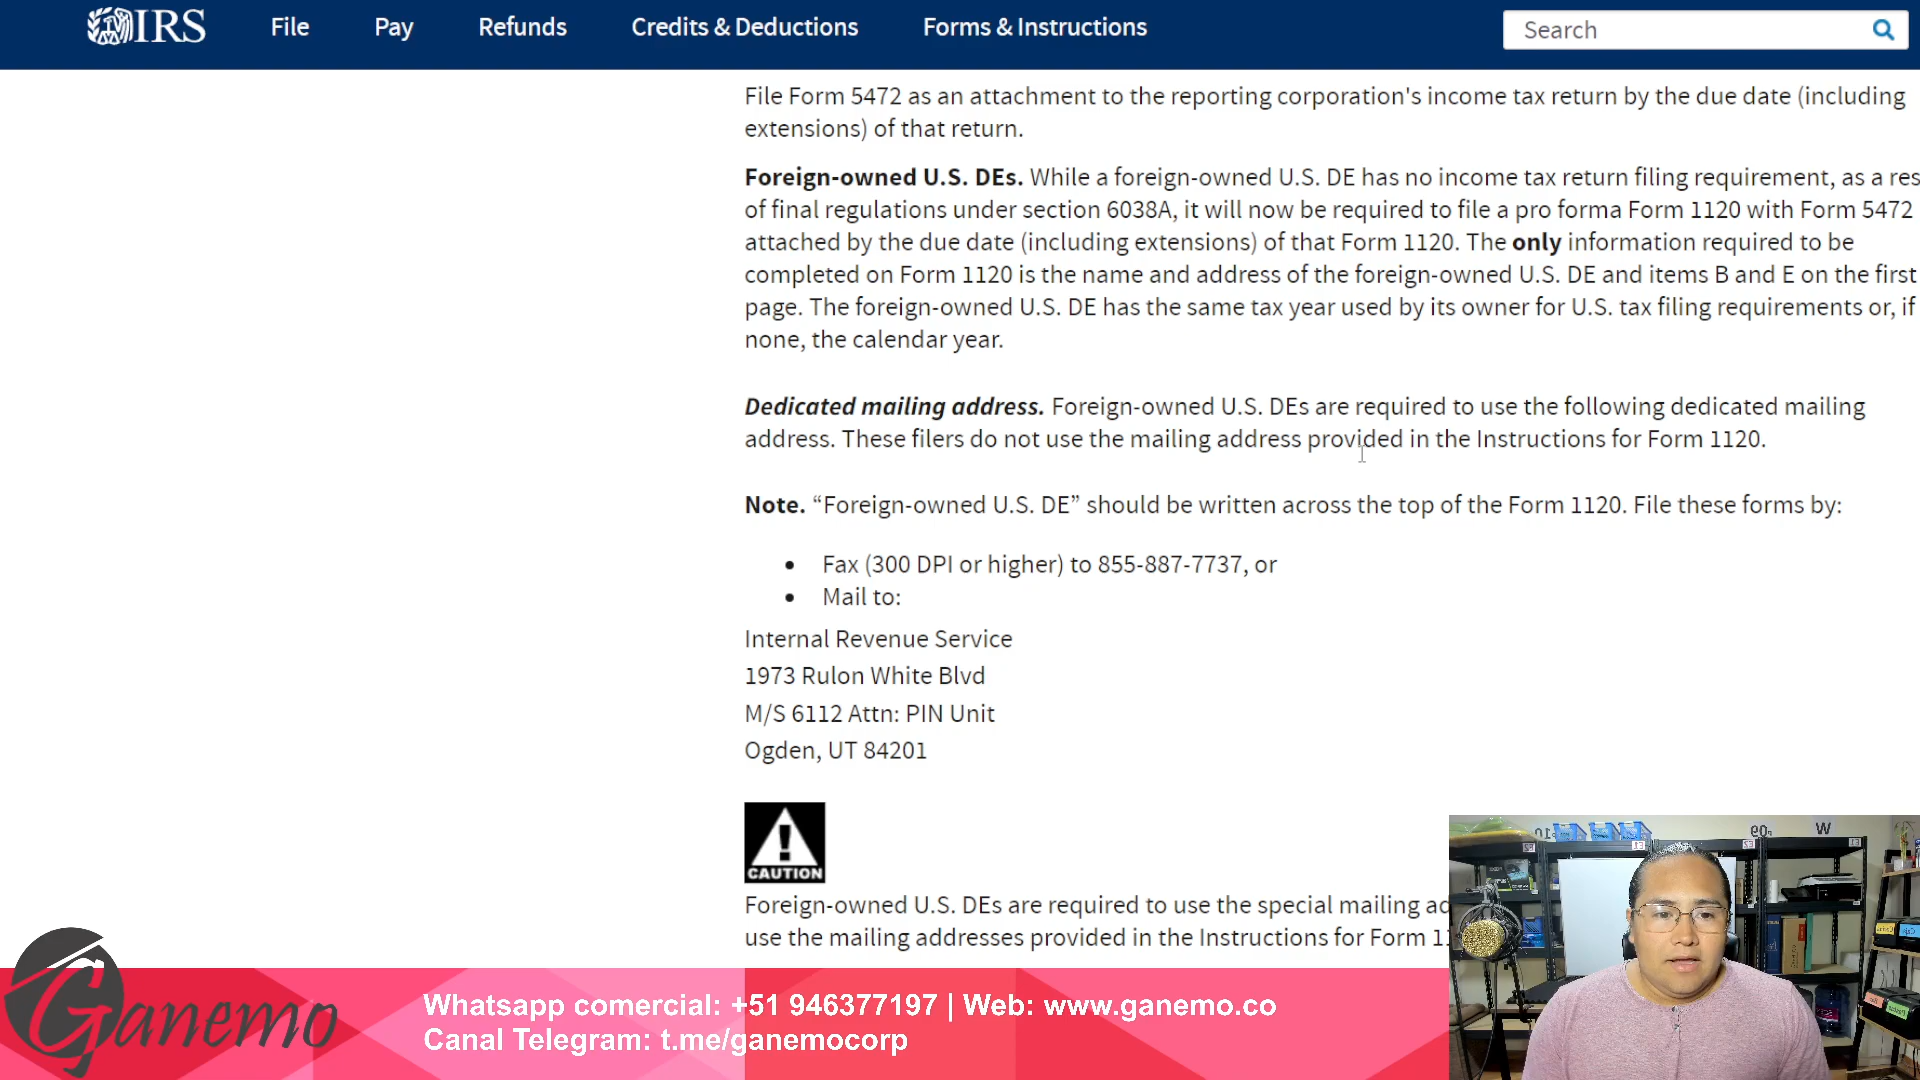 IRS File Pay Refunds Credits & Deductions Forms & Instructions Search
File Form 5472 as an attachment to the reporting corporation's income tax return by the due date (including
extensions) of that return.
Foreign-owned U.S. DEs. While a foreign-owned U.S. DE has no income tax return filing requirement, as a res
of final regulations under section 6038A, it will now be required to file a pro forma Form 1120 with Form 5472
attached by the due date (including extensions) of that Form 1120. The only information required to be
completed on Form 1120 is the name and address of the foreign-owned U.S. DE and items B and E on the first
page. The foreign-owned U.S. DE has the same tax year used by its owner for U.S. tax filing requirements or, if
none, the calendar year.
Dedicated mailing address. Foreign-owned U.S. DEs are required to use the following dedicated mailing
address. These filers do not use the mailing address provided in the Instructions for Form 1120.
Note. “Foreign-owned U.S. DE” should be written across the top of the Form 1120. File these forms by:
• Fax (300 DPI or higher) to 855-887-7737, or
• Mail to:
Internal Revenue Service
1973 Rulon White Blvd
M/S 6112 Attn: PIN Unit
Ogden, UT 84201
CAUTION
Foreign-owned U.S. DEs are required to use the special mailing ad
use the mailing addresses provided in the Instructions for Form 1
Ganemo
Whatsapp comercial: +51 946377197 | Web: www.ganemo.co
Canal Telegram: t.me/ganemocorp